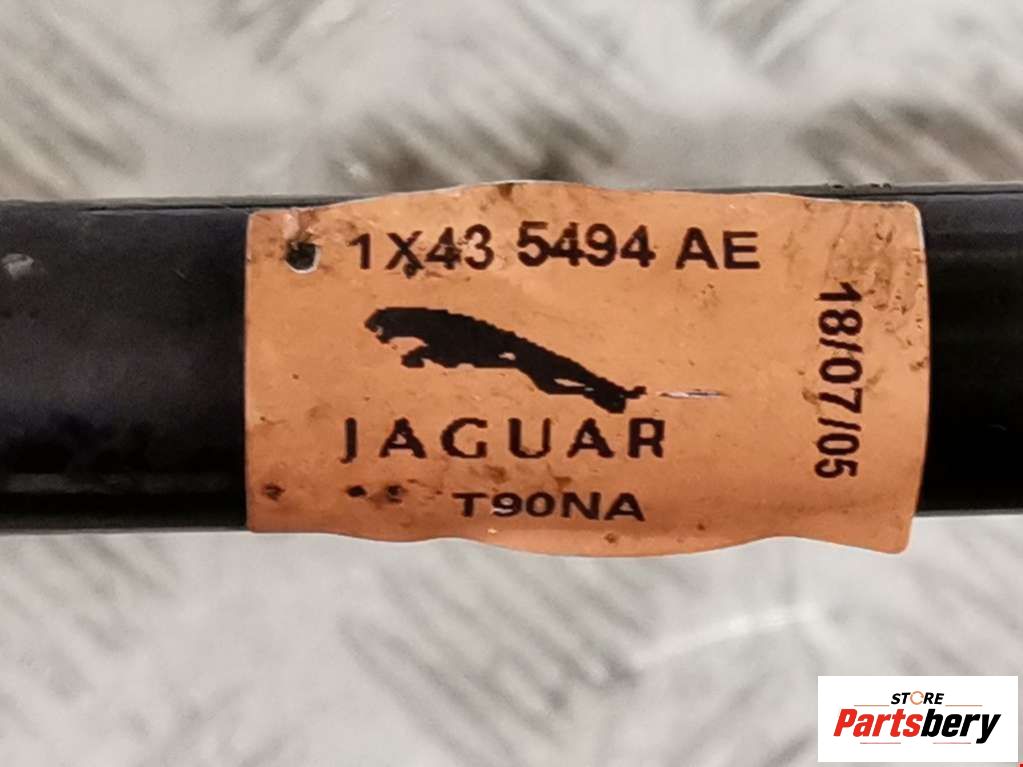 1X43 5494 AE
JAGUAR
T90NA
18/07/05
STORE
Partsbery